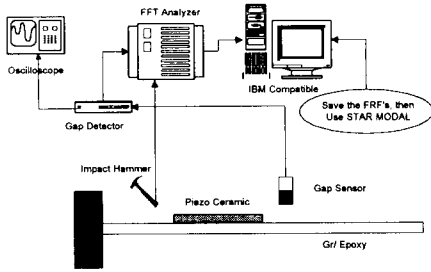 FFT Analyzer
Oscilloscope
IBM Compatible
Save the FRF's, then
Use STAR MODAL
Gap Detector
Impact Hammer
Piezo Ceramic
Gap Sensor
Gr/ Epoxy